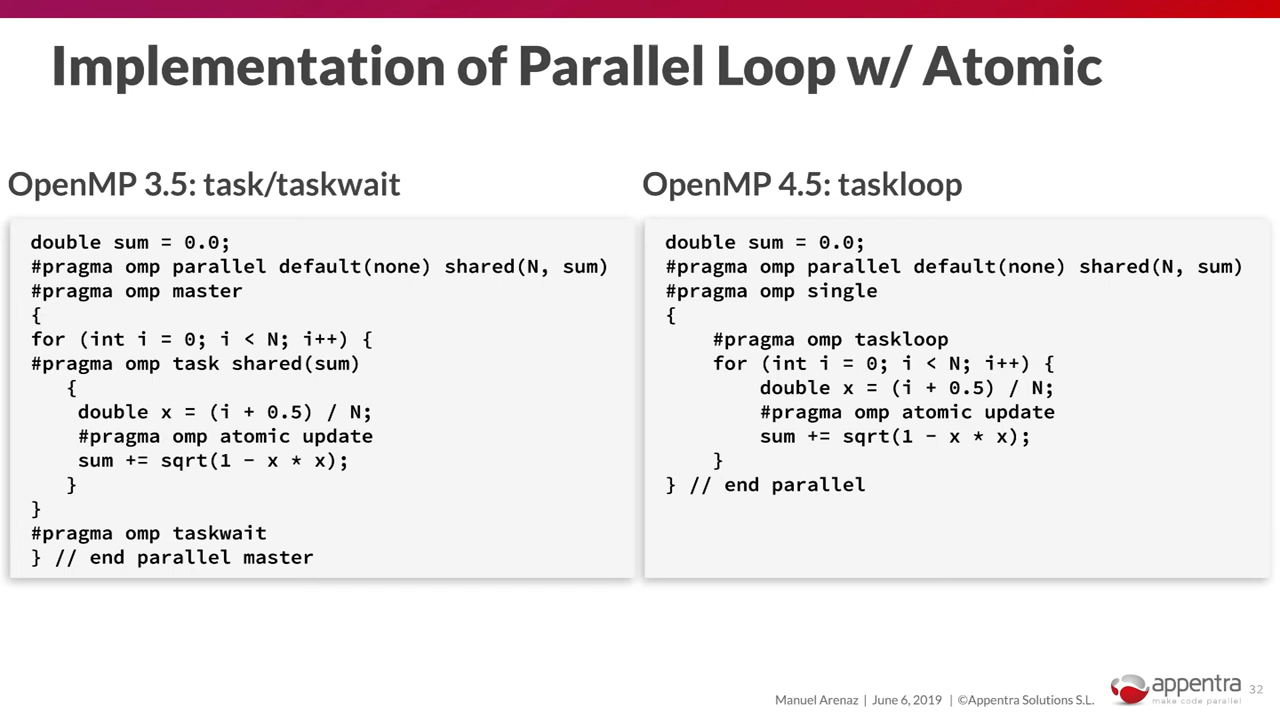 Implementation of Parallel Loop w/ Atomic
OpenMP 3.5: task/taskwait
double sum = 0.0;
#pragma omp parallel default(none) shared(N, sum)
#pragma omp master
{
for (int i = 0; i < N; i++) {
#pragma omp task shared(sum)
{
double x = (i + 0.5) / N;
#pragma omp atomic update
sum += sqrt(1 - x * x);
}
}
#pragma omp taskwait
} // end parallel master
OpenMP 4.5: taskloop
double sum = 0.0;
#pragma omp parallel default(none) shared(N, sum)
#pragma omp single
{
#pragma omp taskloop
for (int i = 0; i < N; i++) {
double x = (i + 0.5) / N;
#pragma omp atomic update
sum += sqrt(1 - x * x);
}
} // end parallel
Manuel Arenaz | June 6, 2019 | ©Appentra Solutions S.L.
appentra
make code parallel
32